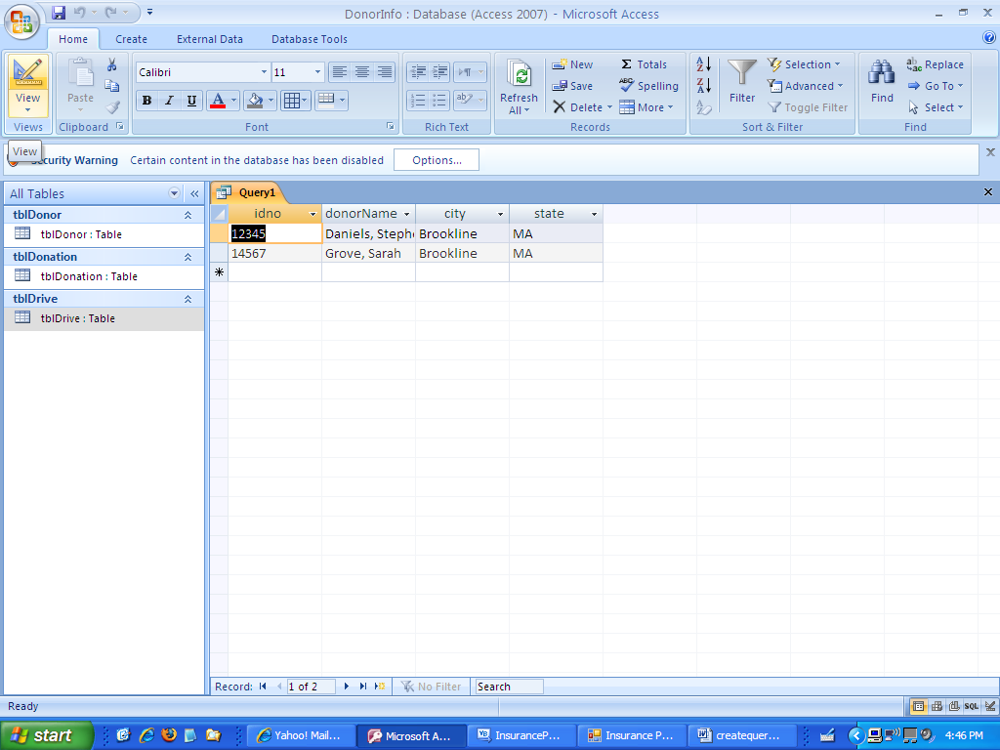 DonorInfo : Database (Access 2007) - Microsoft Access
Home Create External Data Database Tools
View
Views
Paste
Clipboard
Calibri 11
B I U A
Font
Rich Text
Refresh All
New
Save
Delete
Σ Totals
ABC Spelling
More
Records
Filter
Selection
Advanced
Toggle Filter
Sort & Filter
Find
Replace
Go To
Select
Find
View
Security Warning Certain content in the database has been disabled Options...
All Tables «
tblDonor
tblDonor : Table
tblDonation
tblDonation : Table
tblDrive
tblDrive : Table
Query1
idno donorName city state
12345 Daniels, Stephe Brookline MA
14567 Grove, Sarah Brookline MA
Record: 1 of 2 No Filter Search
Ready SQL
start Yahoo! Mail... Microsoft A... InsuranceP... Insurance P... createquer... 4:46 PM